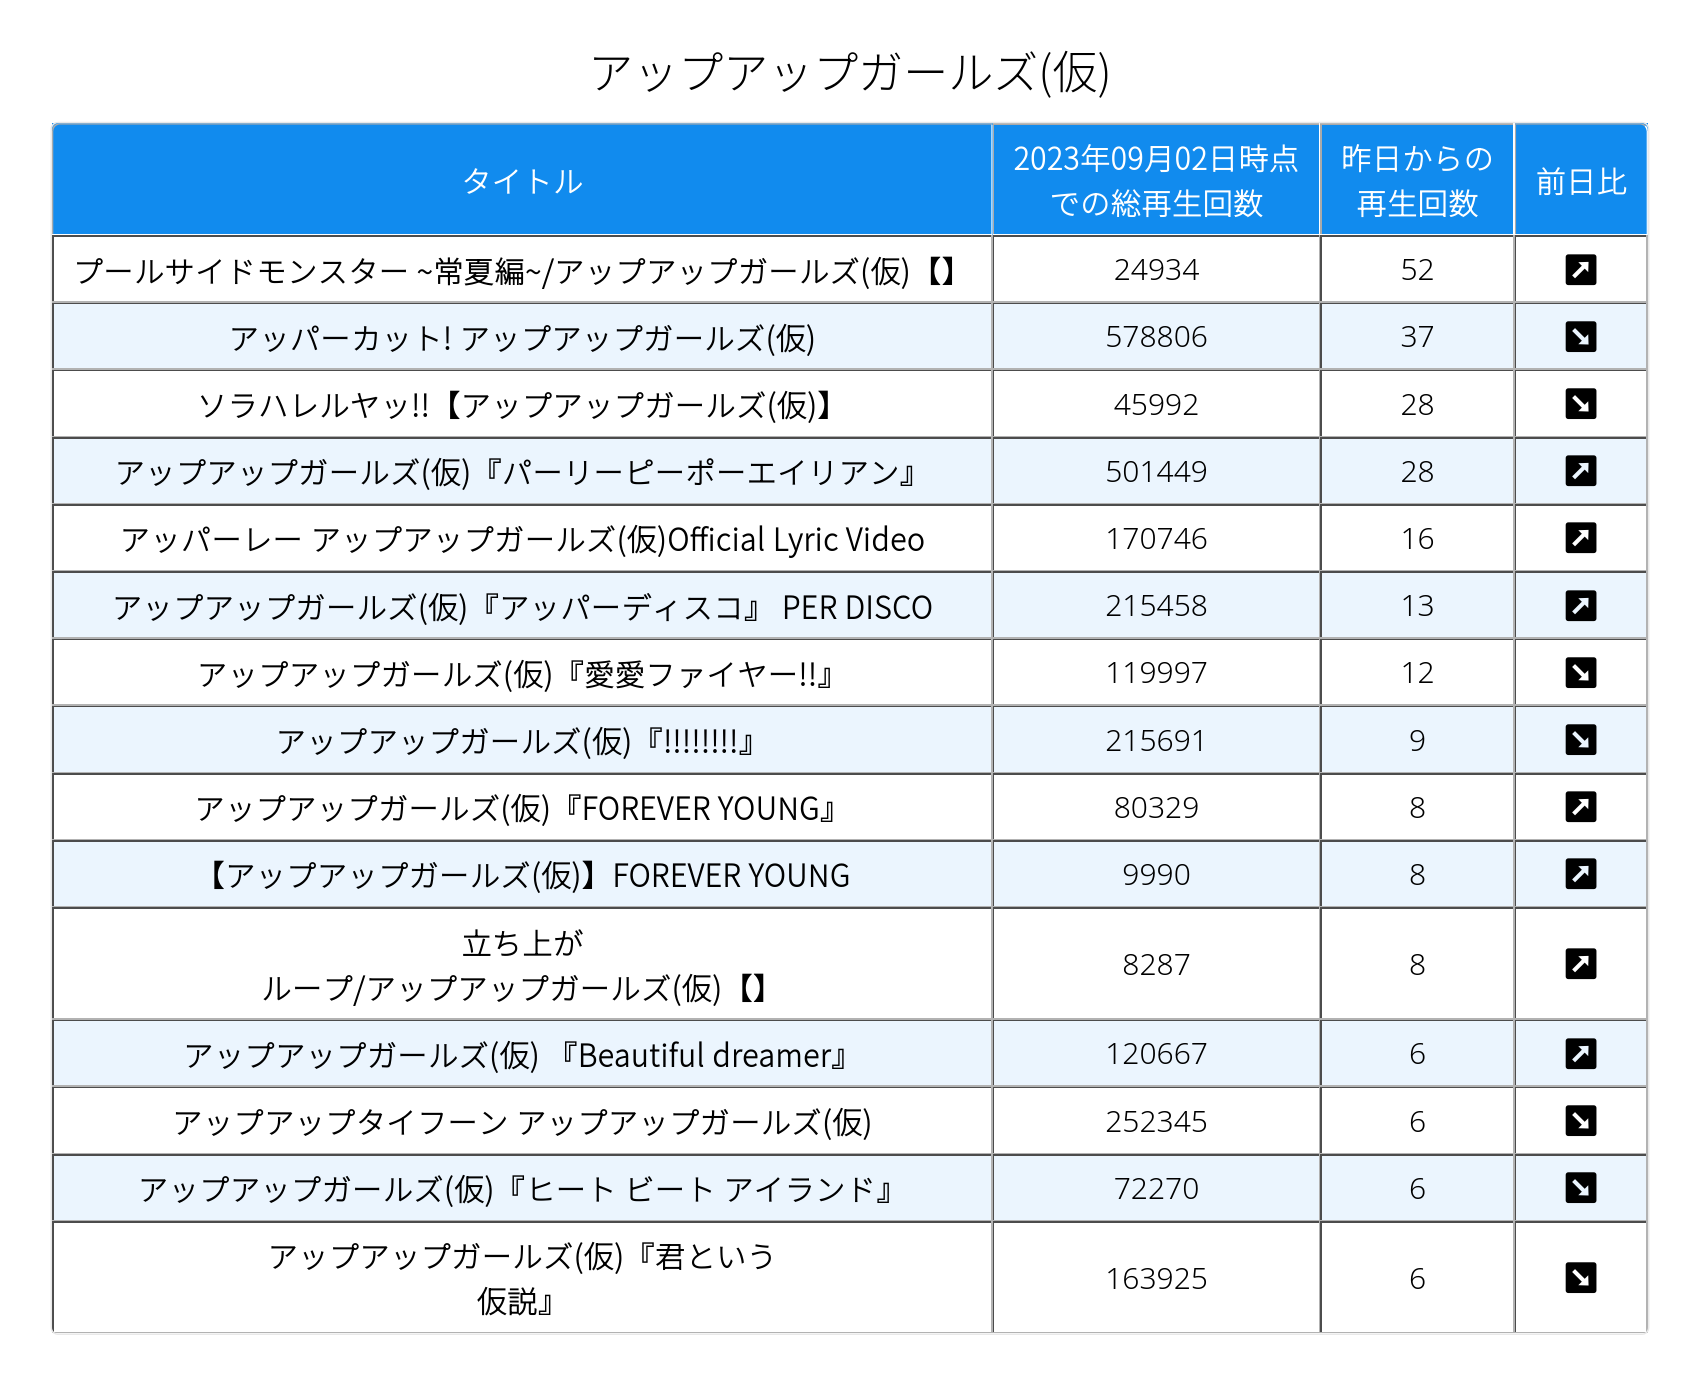 アップアップガールズ(仮)
タイトル 2023年09月02日時点での総再生回数 昨日からの再生回数 前日比
プールサイドモンスター ~常夏編~/アップアップガールズ(仮)【】 24934 52
アッパーカット! アップアップガールズ(仮) 578806 37
ソラハレルヤッ!!【アップアップガールズ(仮)】 45992 28
アップアップガールズ(仮)『パーリーピーポーエイリアン』 501449 28
アッパーレー アップアップガールズ(仮)Official Lyric Video 170746 16
アップアップガールズ(仮)『アッパーディスコ』 PER DISCO 215458 13
アップアップガールズ(仮)『愛愛ファイヤー!!』 119997 12
アップアップガールズ(仮)『!!!!!!!!』 215691 9
アップアップガールズ(仮)『FOREVER YOUNG』 80329 8
【アップアップガールズ(仮)】FOREVER YOUNG 9990 8
立ち上が
ループ/アップアップガールズ(仮)【】 8287 8
アップアップガールズ(仮) 『Beautiful dreamer』 120667 6
アップアップタイフーン アップアップガールズ(仮) 252345 6
アップアップガールズ(仮)『ヒート ビート アイランド』 72270 6
アップアップガールズ(仮)『君という
仮説』 163925 6